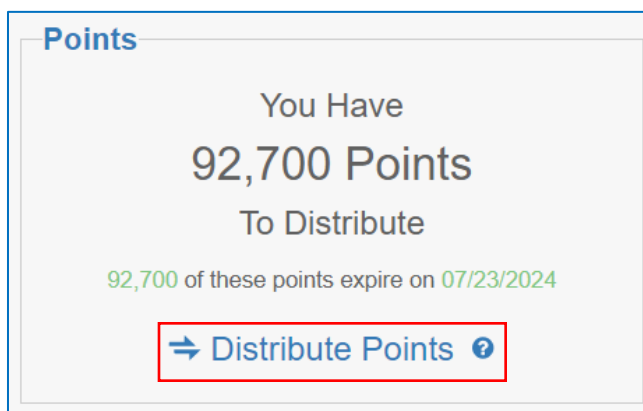 Points
You Have
92,700 Points
To Distribute
92,700 of these points expire on 07/23/2024
Distribute Points ?